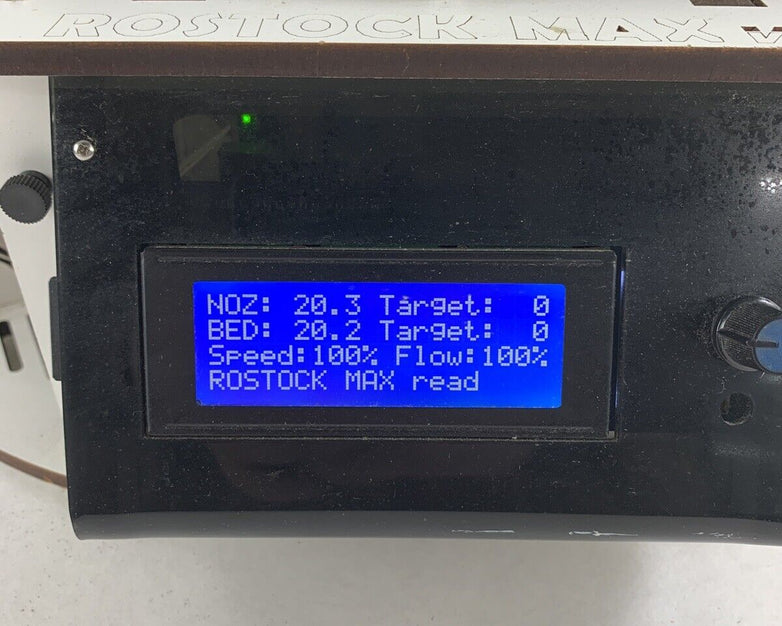 ROSTOCK MAX v
NOZ: 20.3 Target: 0
BED: 20.2 Target: 0
Speed:100% Flow:100%
ROSTOCK MAX read